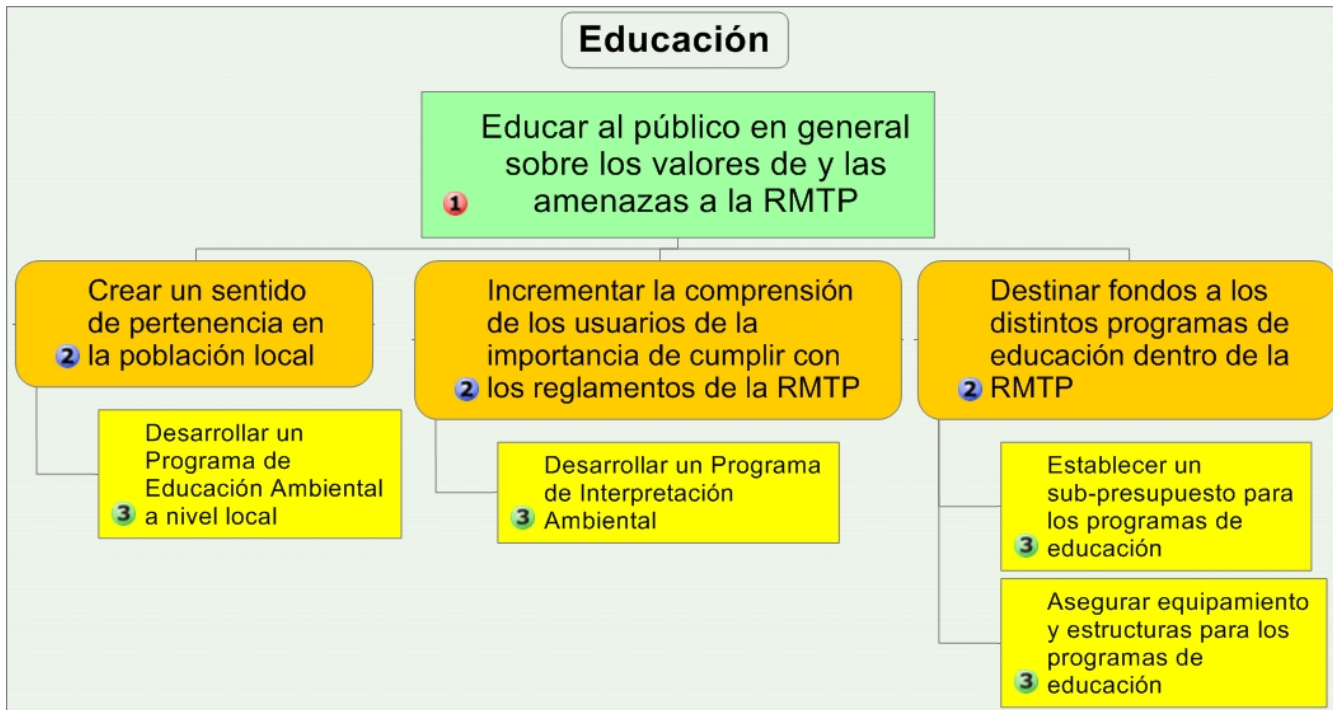 Educación
Educar al público en general
sobre los valores de y las
1 amenazas a la RMTP
Crear un sentido
de pertenencia en
2 la población local
Incrementar la comprensión
de los usuarios de la
importancia de cumplir con
2 los reglamentos de la RMTP
Destinar fondos a los
distintos programas de
educación dentro de la
2 RMTP
Desarrollar un
Programa de
Educación Ambiental
3 a nivel local
Desarrollar un Programa
de Interpretación
3 Ambiental
Establecer un
sub-presupuesto para
los programas de
3 educación
Asegurar equipamiento
y estructuras para los
programas de
3 educación